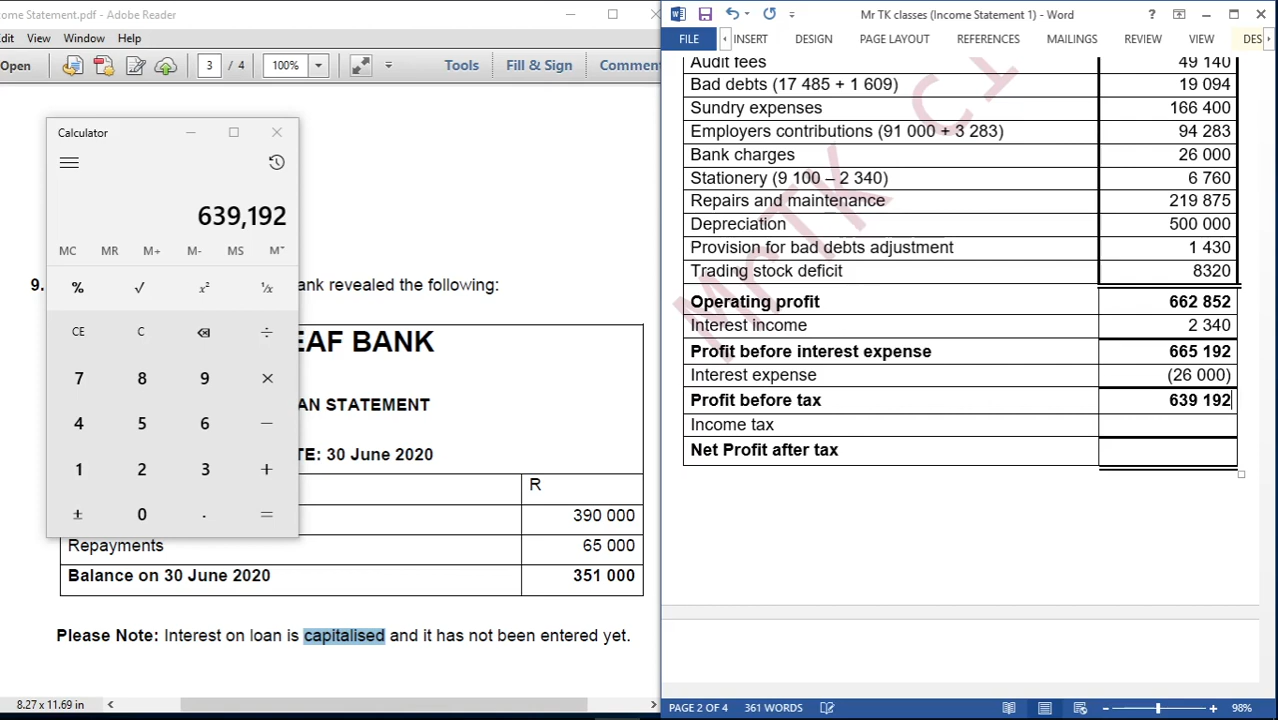 ome Statement.pdf - Adobe Reader
dit View Window Help
Open 3 / 4 100% Tools Fill & Sign Comment
Calculator
639,192
MC MR M+ M- MS M˅
% √ x² ¹/x
CE C ⌫ ÷
7 8 9 ×
4 5 6 −
1 2 3 +
± 0 . =
9. ank revealed the following:
EAF BANK
AN STATEMENT
TE: 30 June 2020
R
390 000
Repayments 65 000
Balance on 30 June 2020 351 000
Please Note: Interest on loan is capitalised and it has not been entered yet.
8.27 x 11.69 in
Mr TK classes (Income Statement 1) - Word
FILE INSERT DESIGN PAGE LAYOUT REFERENCES MAILINGS REVIEW VIEW DES
Audit fees 49 140
Bad debts (17 485 + 1 609) 19 094
Sundry expenses 166 400
Employers contributions (91 000 + 3 283) 94 283
Bank charges 26 000
Stationery (9 100 – 2 340) 6 760
Repairs and maintenance 219 875
Depreciation 500 000
Provision for bad debts adjustment 1 430
Trading stock deficit 8320
Operating profit 662 852
Interest income 2 340
Profit before interest expense 665 192
Interest expense (26 000)
Profit before tax 639 192
Income tax
Net Profit after tax
MrTK cl
PAGE 2 OF 4 361 WORDS 98%